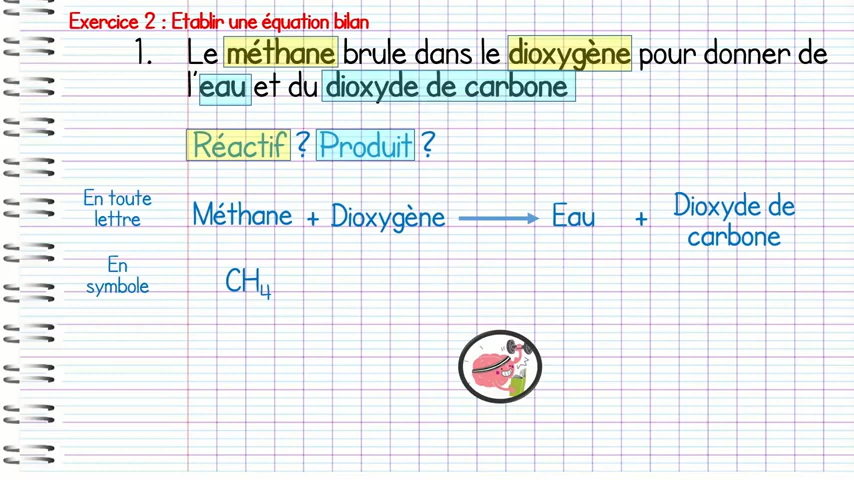 Exercice 2 : Etablir une équation bilan
1. Le méthane brule dans le dioxygène pour donner de
l'eau et du dioxyde de carbone
Réactif ? Produit ?
En toute
lettre
Méthane + Dioxygène ⟶ Eau + Dioxyde de
carbone
En
symbole
CH₄